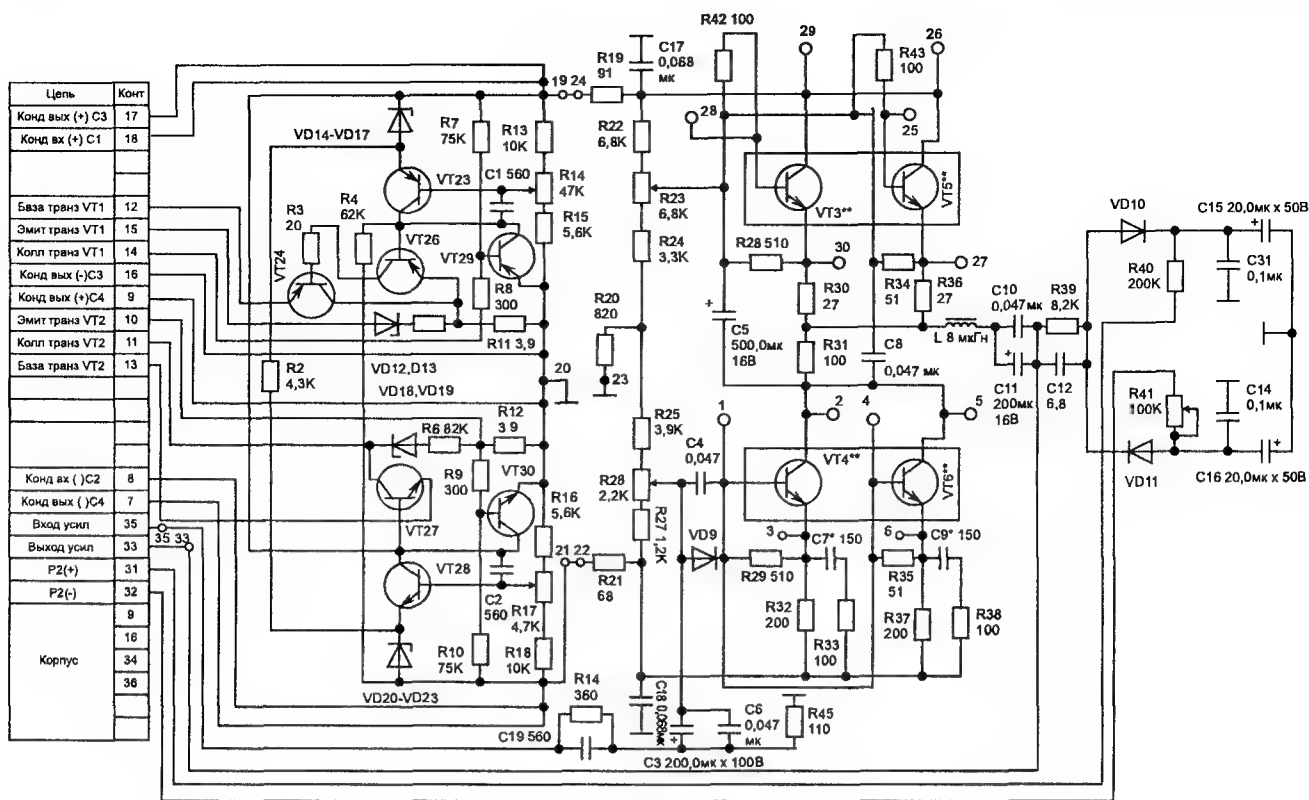 Цепь Конт
Конд вых (+) C3 17
Конд вх (+) C1 18
База транз VT1 12
Эмит транз VT1 15
Колл транз VT1 14
Конд вых (-)C3 16
Конд вых (+)C4 9
Эмит транз VT2 10
Колл транз VT2 11
База транз VT2 13
Конд вх ( )C2 8
Конд вых ( )C4 7
Вход усил 35
Выход усил 33
P2(+) 31
P2(-) 32
Корпус
9
16
34
36
35 33
VD14-VD17
R7
75K
R13
10K
19 24
R19
91
C17
0,068
мк
R42 100
29
26
R43
100
28
25
VT23
C1 560
R14
47K
R22
6,8K
R3
20
R4
62K
VT24
VT26
VT29
R15
5,6K
R23
6,8K
VT3**
VT5**
R8
300
R24
3,3K
R28 510
30
27
R11 3,9
R34
51
R36
27
R30
27
VD12,D13
VD18,VD19
R20
820
23
20
C5
500,0мк
16В
R31
100
C8
0,047 мк
L 8 мкГн
C10
0,047мк
R39
8,2K
C11
200мк
16В
C12
6,8
VD10
C15 20,0мк x 50В
R40
200K
C31
0,1мк
R41
100K
C14
0,1мк
VD11
C16 20,0мк x 50В
R2
4,3K
R12
3 9
R6 82K
R9
300
VT30
R16
5,6K
VT27
R25
3,9K
C4
0,047
1
2
4
5
VT4**
VT6**
R28
2,2K
R27 1,2K
VD9
3
C7* 150
6
C9* 150
R29 510
R35
51
R32
200
R33
100
R37
200
R38
100
VT28
C2
560
R17
4,7K
21 22
R21
68
R10
75K
R18
10K
VD20-VD23
R14
360
C19 560
C18 0,068мк
C6
0,047
мк
R45
110
C3 200,0мк x 100В